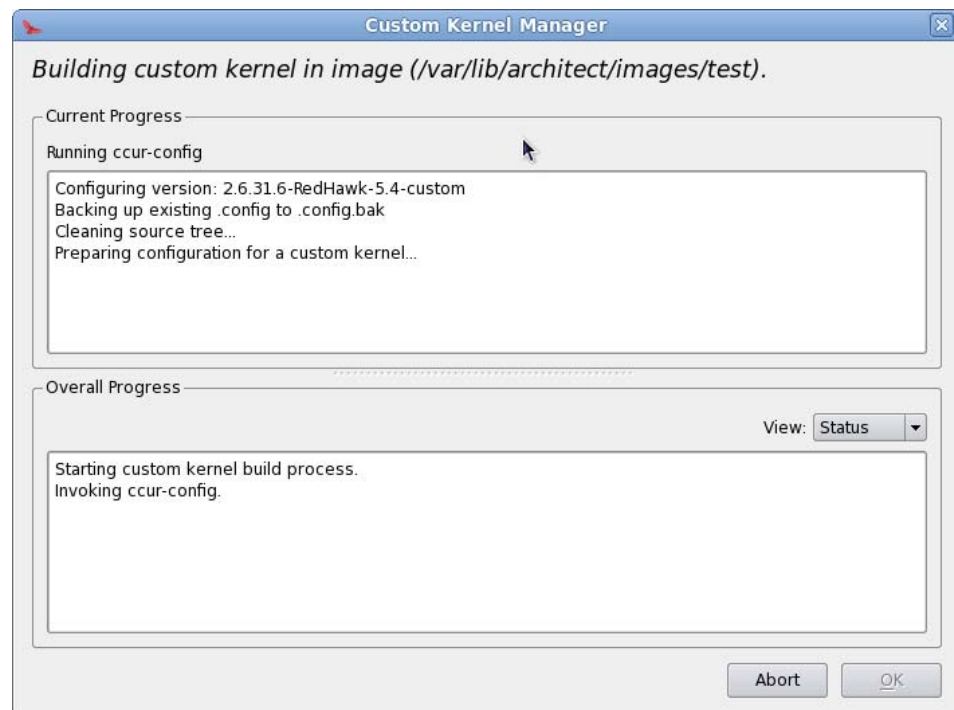 Custom Kernel Manager
Building custom kernel in image (/var/lib/architect/images/test).
Current Progress
Running ccur-config
Configuring version: 2.6.31.6-RedHawk-5.4-custom
Backing up existing .config to .config.bak
Cleaning source tree...
Preparing configuration for a custom kernel...
Overall Progress
View: Status
Starting custom kernel build process.
Invoking ccur-config.
Abort OK